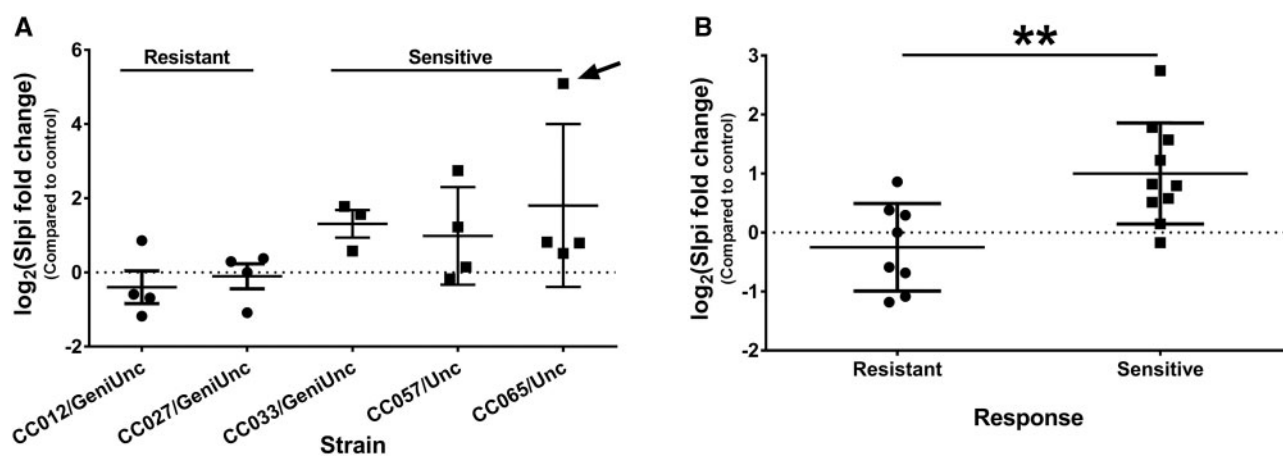 A
Resistant
Sensitive
log2(Slpi fold change)
(Compared to control)
6
4
2
0
-2
CC012/GeniUnc
CC027/GeniUnc
CC033/GeniUnc
CC057/Unc
CC065/Unc
Strain
B
**
log2(Slpi fold change)
(Compared to control)
3
2
1
0
-1
-2
Resistant
Sensitive
Response